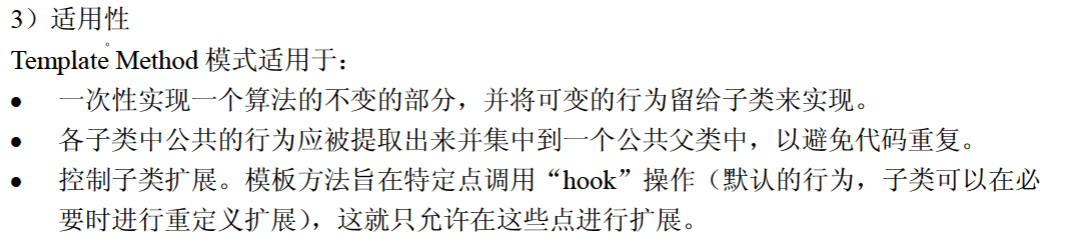 3）适用性
Template Method 模式适用于：
● 一次性实现一个算法的不变的部分，并将可变的行为留给子类来实现。
● 各子类中公共的行为应被提取出来并集中到一个公共父类中，以避免代码重复。
● 控制子类扩展。模板方法旨在特定点调用“hook”操作（默认的行为，子类可以在必
要时进行重定义扩展），这就只允许在这些点进行扩展。